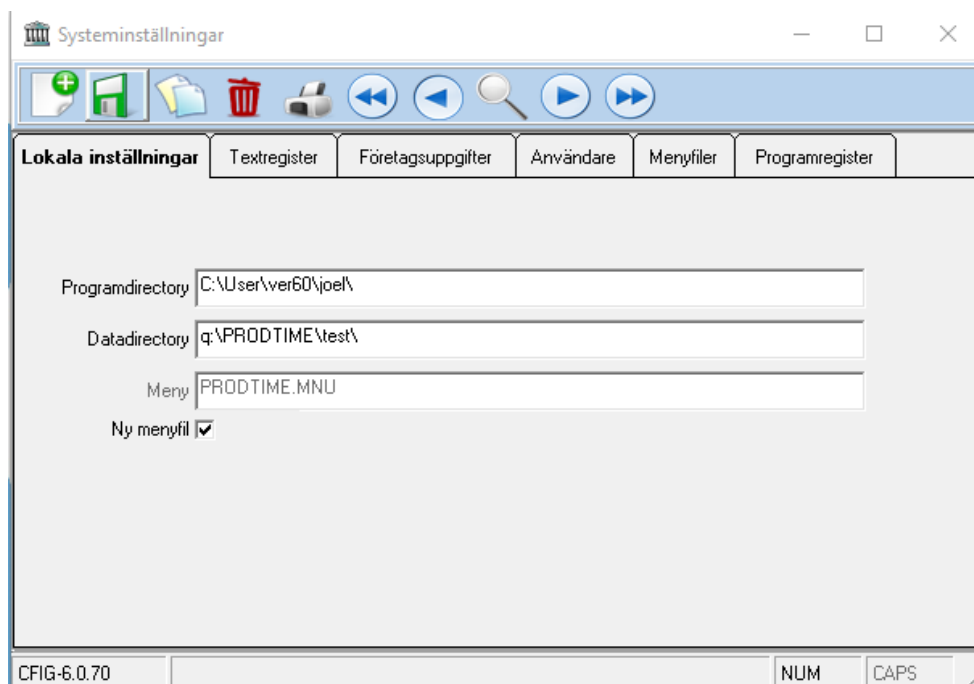 Systeminställningar
Lokala inställningar Textregister Företagsuppgifter Användare Menyfiler Programregister
Programdirectory C:\User\ver60\joel\
Datadirectory q:\PRODTIME\test\
Meny PRODTIME.MNU
Ny menyfil
CFIG-6.0.70 NUM CAPS